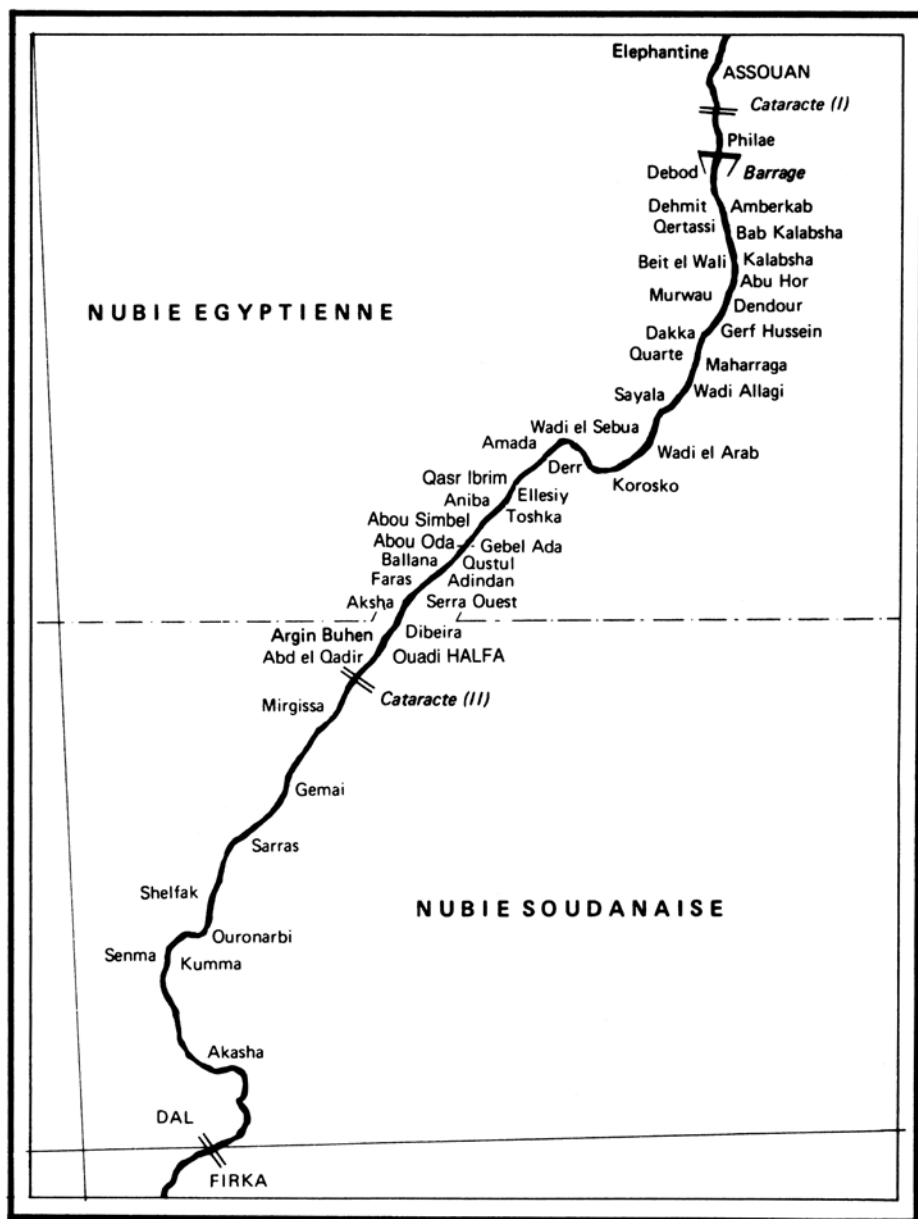 Elephantine
ASSOUAN
Cataracte (I)
Philae
Debod
Barrage
Dehmit
Amberkab
Qertassi
Bab Kalabsha
Beit el Wali
Kalabsha
Abu Hor
Murwau
Dendour
NUBIE EGYPTIENNE
Dakka
Gerf Hussein
Quarte
Maharraga
Sayala
Wadi Allagi
Wadi el Sebua
Amada
Wadi el Arab
Derr
Qasr Ibrim
Korosko
Aniba
Ellesiy
Abou Simbel
Toshka
Abou Oda
Gebel Ada
Ballana
Qustul
Faras
Adindan
Aksha
Serra Ouest
Argin Buhen
Dibeira
Abd el Qadir
Ouadi HALFA
Cataracte (II)
Mirgissa
Gemai
Sarras
Shelfak
NUBIE SOUDANAISE
Ouronarbi
Senma
Kumma
Akasha
DAL
FIRKA